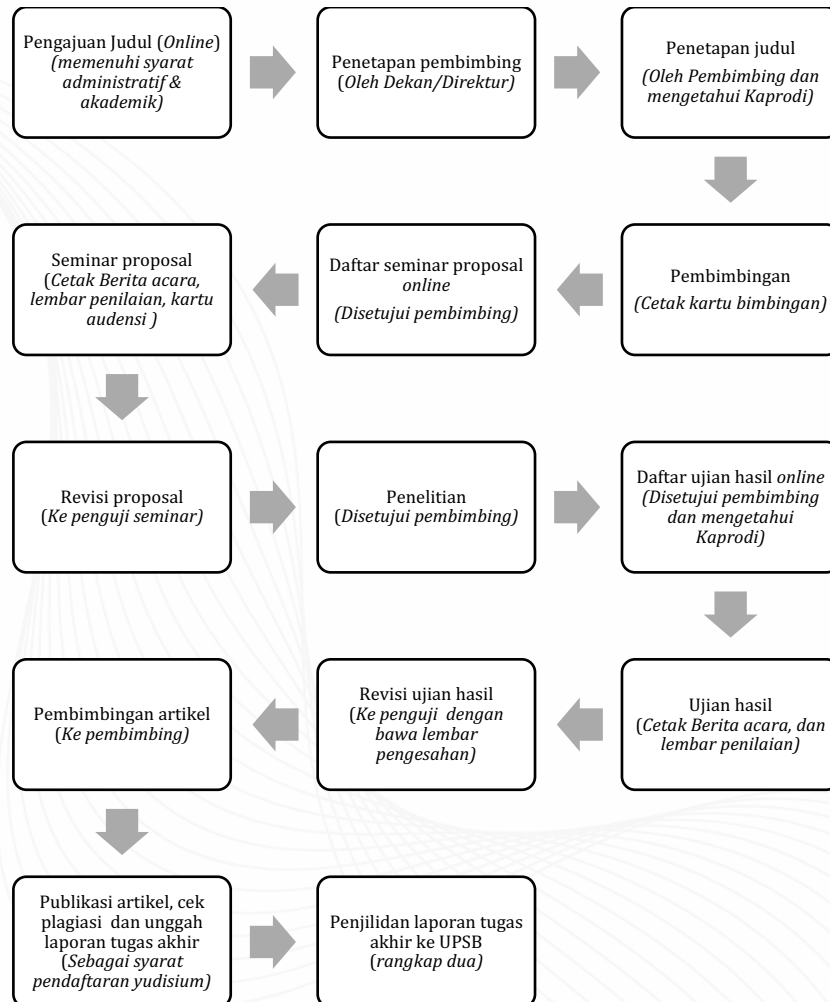 Pengajuan Judul (Online)
(memenuhi syarat
administratif &
akademik)
Penetapan pembimbing
(Oleh Dekan/Direktur)
Penetapan judul
(Oleh Pembimbing dan
mengetahui Kaprodi)
Pembimbingan
(Cetak kartu bimbingan)
Daftar seminar proposal
online
(Disetujui pembimbing)
Seminar proposal
(Cetak Berita acara,
lembar penilaian, kartu
audensi )
Revisi proposal
(Ke penguji seminar)
Penelitian
(Disetujui pembimbing)
Daftar ujian hasil online
(Disetujui pembimbing
dan mengetahui
Kaprodi)
Ujian hasil
(Cetak Berita acara, dan
lembar penilaian)
Revisi ujian hasil
(Ke penguji dengan
bawa lembar
pengesahan)
Pembimbingan artikel
(Ke pembimbing)
Publikasi artikel, cek
plagiasi dan unggah
laporan tugas akhir
(Sebagai syarat
pendaftaran yudisium)
Penjilidan laporan tugas
akhir ke UPSB
(rangkap dua)